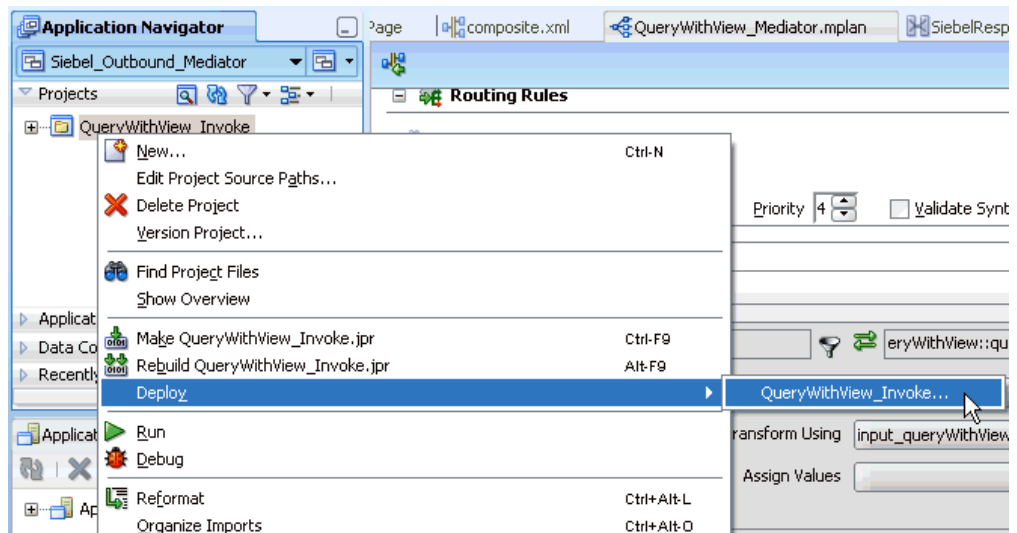 Application Navigator
Page
composite.xml
QueryWithView_Mediator.mplan
SiebelResp
Siebel_Outbound_Mediator
Projects
Routing Rules
QueryWithView_Invoke
New... Ctrl-N
Edit Project Source Paths...
Delete Project
Priority 4 Validate Synt
Version Project...
Find Project Files
Show Overview
Applicat
Make QueryWithView_Invoke.jpr Ctrl-F9
Data Co
eryWithView::qu
Rebuild QueryWithView_Invoke.jpr Alt-F9
Recently
Deploy
QueryWithView_Invoke...
Applicat
Run
ransform Using input_queryWithView
Debug
Assign Values
Reformat Ctrl+Alt-L
Ap
Organize Imports Ctrl+Alt-O